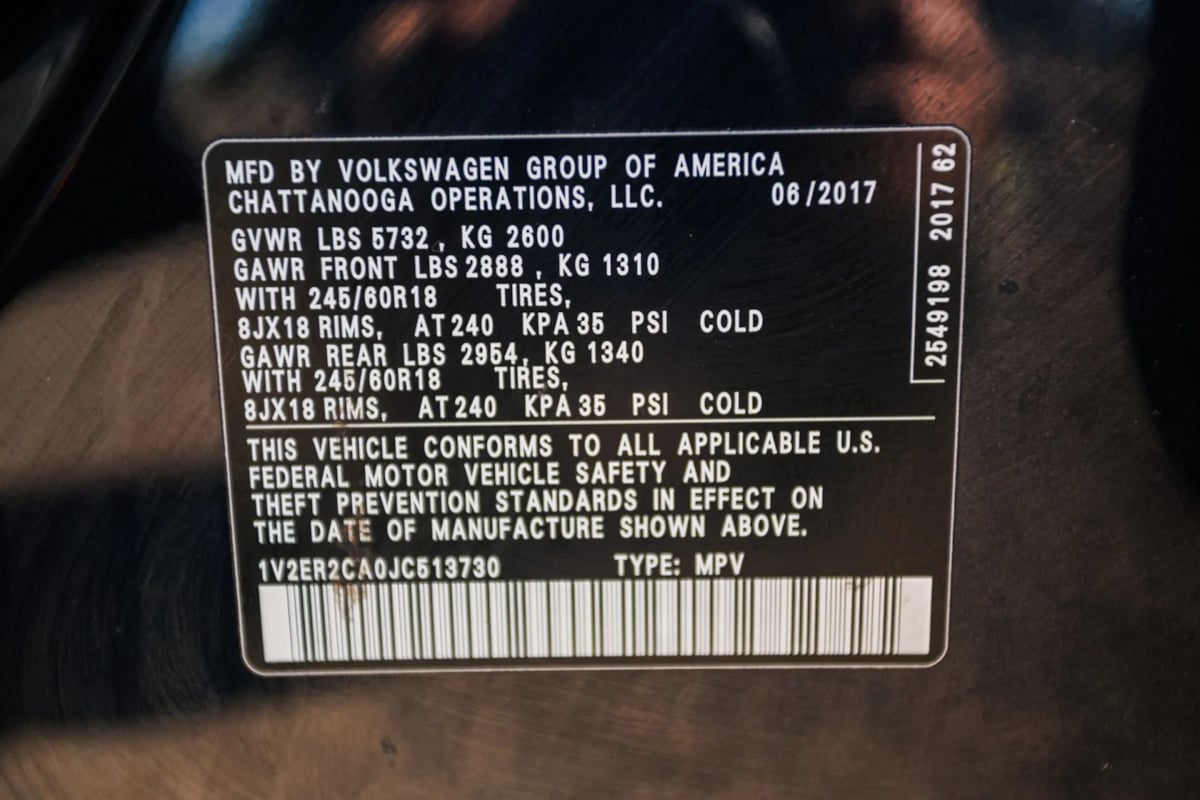 MFD BY VOLKSWAGEN GROUP OF AMERICA
CHATTANOOGA OPERATIONS, LLC. 06/2017
GVWR LBS 5732, KG 2600
GAWR FRONT LBS 2888, KG 1310
WITH 245/60R18 TIRES,
8JX18 RIMS, AT 240 KPA 35 PSI COLD
GAWR REAR LBS 2954, KG 1340
WITH 245/60R18 TIRES,
8JX18 RIMS, AT 240 KPA 35 PSI COLD
THIS VEHICLE CONFORMS TO ALL APPLICABLE U.S.
FEDERAL MOTOR VEHICLE SAFETY AND
THEFT PREVENTION STANDARDS IN EFFECT ON
THE DATE OF MANUFACTURE SHOWN ABOVE.
1V2ER2CA0JC513730 TYPE: MPV
2549198 2017 62